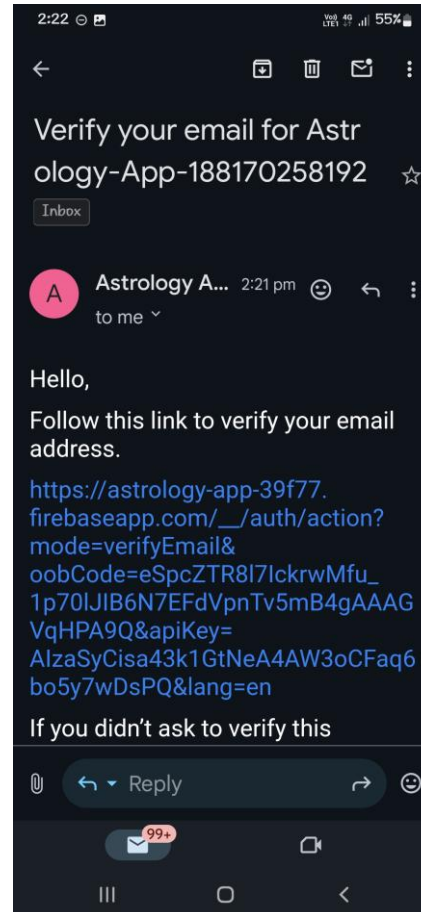 2:22
Vo) 4G 55%
LTE1
Verify your email for Astr
ology-App-188170258192
Inbox
A
Astrology A... 2:21 pm
to me
Hello,
Follow this link to verify your email
address.
https://astrology-app-39f77.
firebaseapp.com/__/auth/action?
mode=verifyEmail&
oobCode=eSpcZTR8l7IckrwMfu_
1p70lJIB6N7EFdVpnTv5mB4gAAAG
VqHPA9Q&apiKey=
AIzaSyCisa43k1GtNeA4AW3oCFaq6
bo5y7wDsPQ&lang=en
If you didn’t ask to verify this
Reply
99+